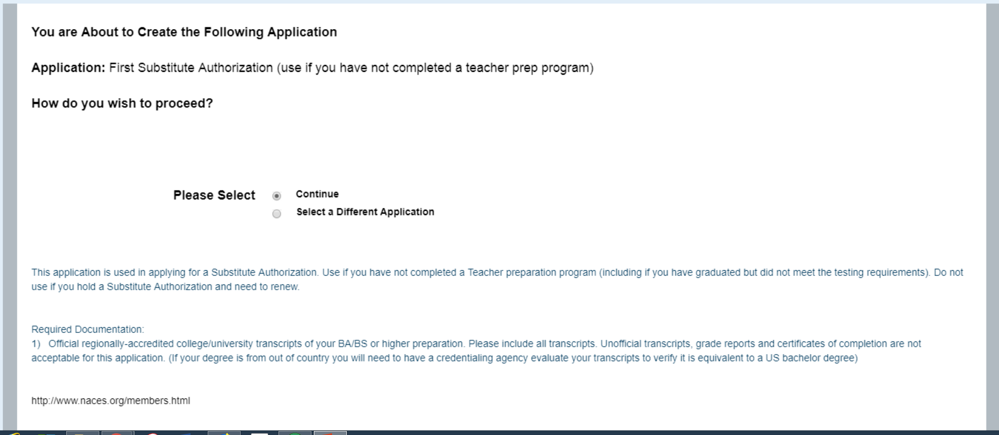 You are About to Create the Following Application
Application: First Substitute Authorization (use if you have not completed a teacher prep program)
How do you wish to proceed?
Please Select
Continue
Select a Different Application
This application is used in applying for a Substitute Authorization. Use if you have not completed a Teacher preparation program (including if you have graduated but did not meet the testing requirements). Do not
use if you hold a Substitute Authorization and need to renew.
Required Documentation:
1) Official regionally-accredited college/university transcripts of your BA/BS or higher preparation. Please include all transcripts. Unofficial transcripts, grade reports and certificates of completion are not
acceptable for this application. (If your degree is from out of country you will need to have a credentialing agency evaluate your transcripts to verify it is equivalent to a US bachelor degree)
http://www.naces.org/members.html